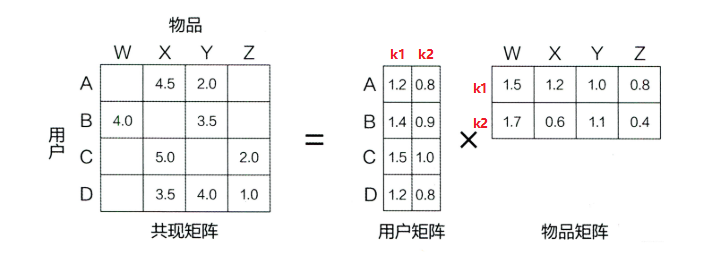 物品
W X Y Z
k1 k2
W X Y Z
A 4.5 2.0
A 1.2 0.8
k1 1.5 1.2 1.0 0.8
B 4.0 3.5
B 1.4 0.9
k2 1.7 0.6 1.1 0.4
用户
=
×
C 5.0 2.0
C 1.5 1.0
D 3.5 4.0 1.0
D 1.2 0.8
共现矩阵
用户矩阵
物品矩阵